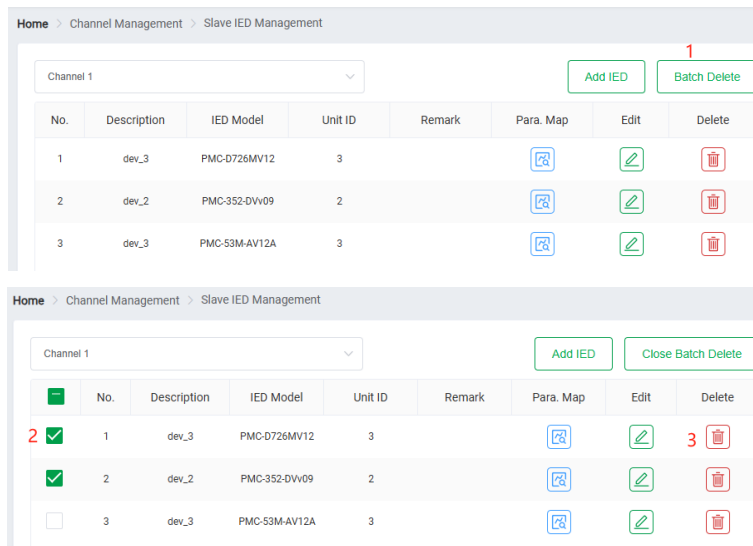 Home > Channel Management > Slave IED Management
1
Channel 1 Add IED Batch Delete
No. Description IED Model Unit ID Remark Para. Map Edit Delete
1 dev_3 PMC-D726MV12 3
2 dev_2 PMC-352-DVv09 2
3 dev_3 PMC-53M-AV12A 3
Home > Channel Management > Slave IED Management
Channel 1 Add IED Close Batch Delete
No. Description IED Model Unit ID Remark Para. Map Edit Delete
2 1 dev_3 PMC-D726MV12 3 3
2 dev_2 PMC-352-DVv09 2
3 dev_3 PMC-53M-AV12A 3